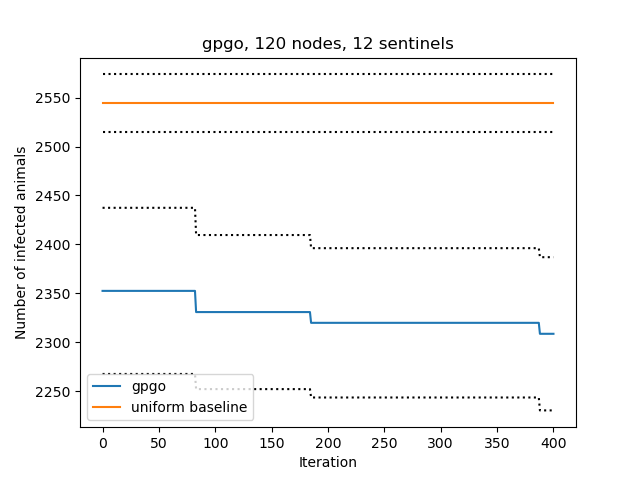 gpgo, 120 nodes, 12 sentinels
Number of infected animals
2550
2500
2450
2400
2350
2300
2250
gpgo
uniform baseline
0 50 100 150 200 250 300 350 400
Iteration